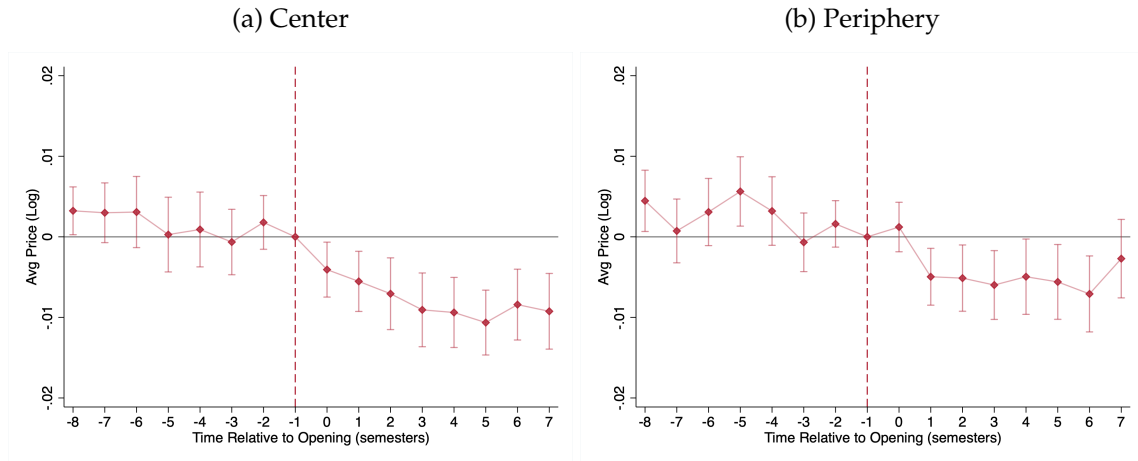 (a) Center
.02
.01
0
-.01
-.02
Avg Price (Log)
-8 -7 -6 -5 -4 -3 -2 -1 0 1 2 3 4 5 6 7
Time Relative to Opening (semesters)
(b) Periphery
.02
.01
0
-.01
-.02
Avg Price (Log)
-8 -7 -6 -5 -4 -3 -2 -1 0 1 2 3 4 5 6 7
Time Relative to Opening (semesters)